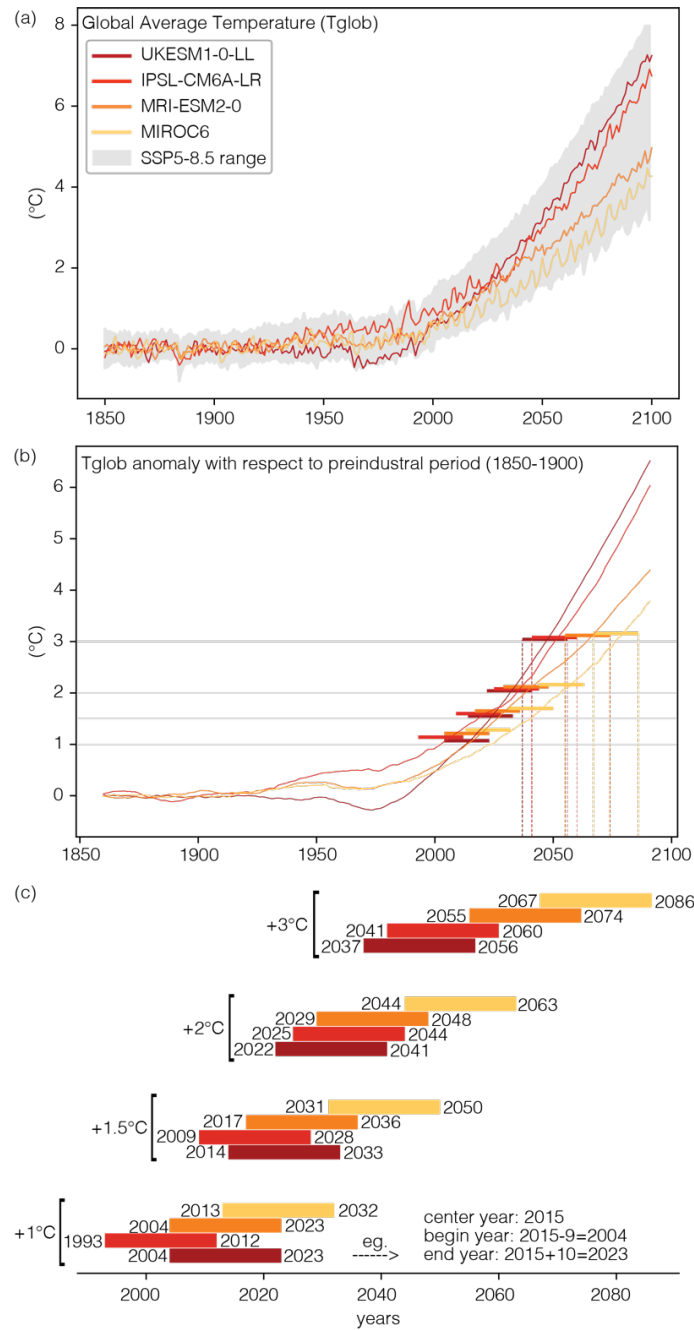 (a)
Global Average Temperature (Tglob)
UKESM1-0-LL
IPSL-CM6A-LR
MRI-ESM2-0
MIROC6
SSP5-8.5 range
8
6
4
2
0
(°C)
1850 1900 1950 2000 2050 2100
(b)
Tglob anomaly with respect to preindustral period (1850-1900)
6
5
4
3
2
1
0
(°C)
1850 1900 1950 2000 2050 2100
(c)
+3°C
2067 2086
2055 2074
2041 2060
2037 2056
+2°C
2044 2063
2029 2048
2025 2044
2022 2041
+1.5°C
2031 2050
2017 2036
2009 2028
2014 2033
+1°C
2013 2032
2004 2023
1993 2012
2004 2023
eg.
---->
center year: 2015
begin year: 2015-9=2004
end year: 2015+10=2023
2000 2020 2040 2060 2080
years